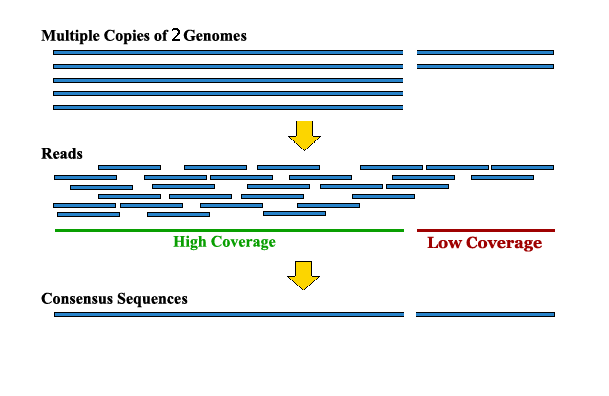 Multiple Copies of 2 Genomes
Reads
High Coverage
Low Coverage
Consensus Sequences